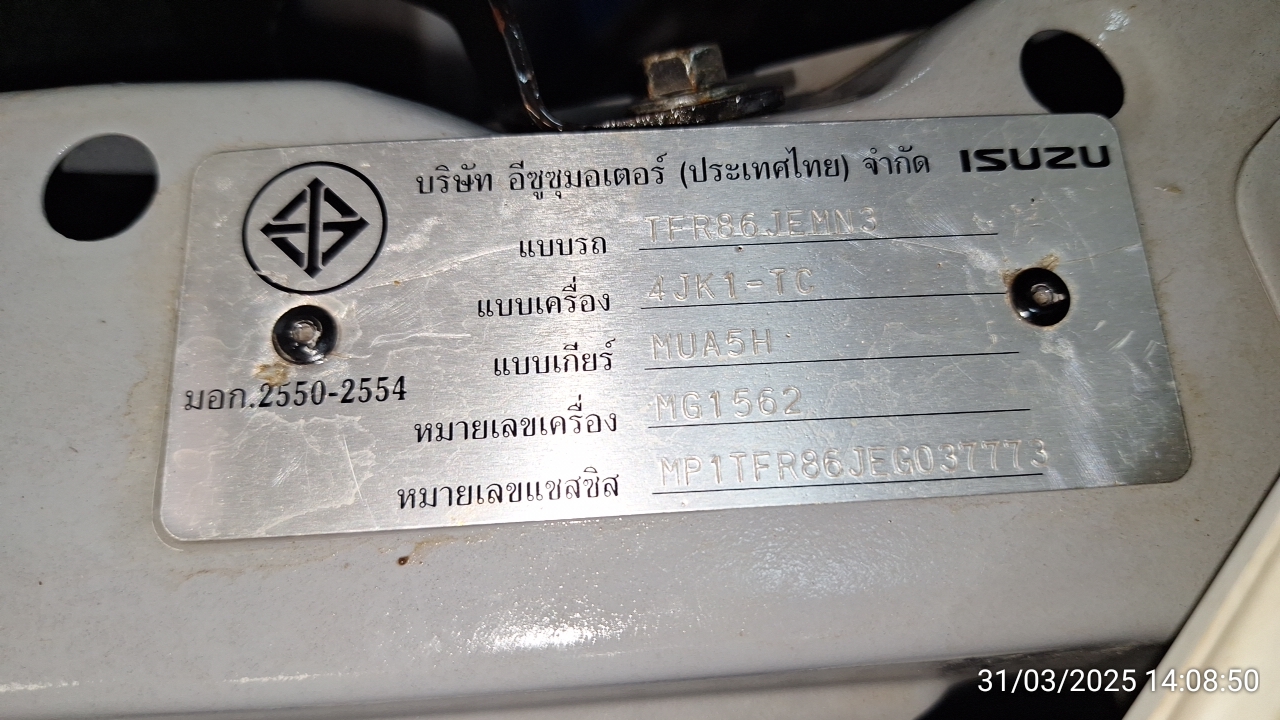 บริษัท อีซูซุมอเตอร์ (ประเทศไทย) จำกัด ISUZU
แบบรถ TFR86JEMN3
แบบเครื่อง 4JK1-TC
แบบเกียร์ MUA5H
มอก.2550-2554
หมายเลขเครื่อง MG1562
หมายเลขแชสซิส MP1TFR86JEG037773
31/03/2025 14:08:50